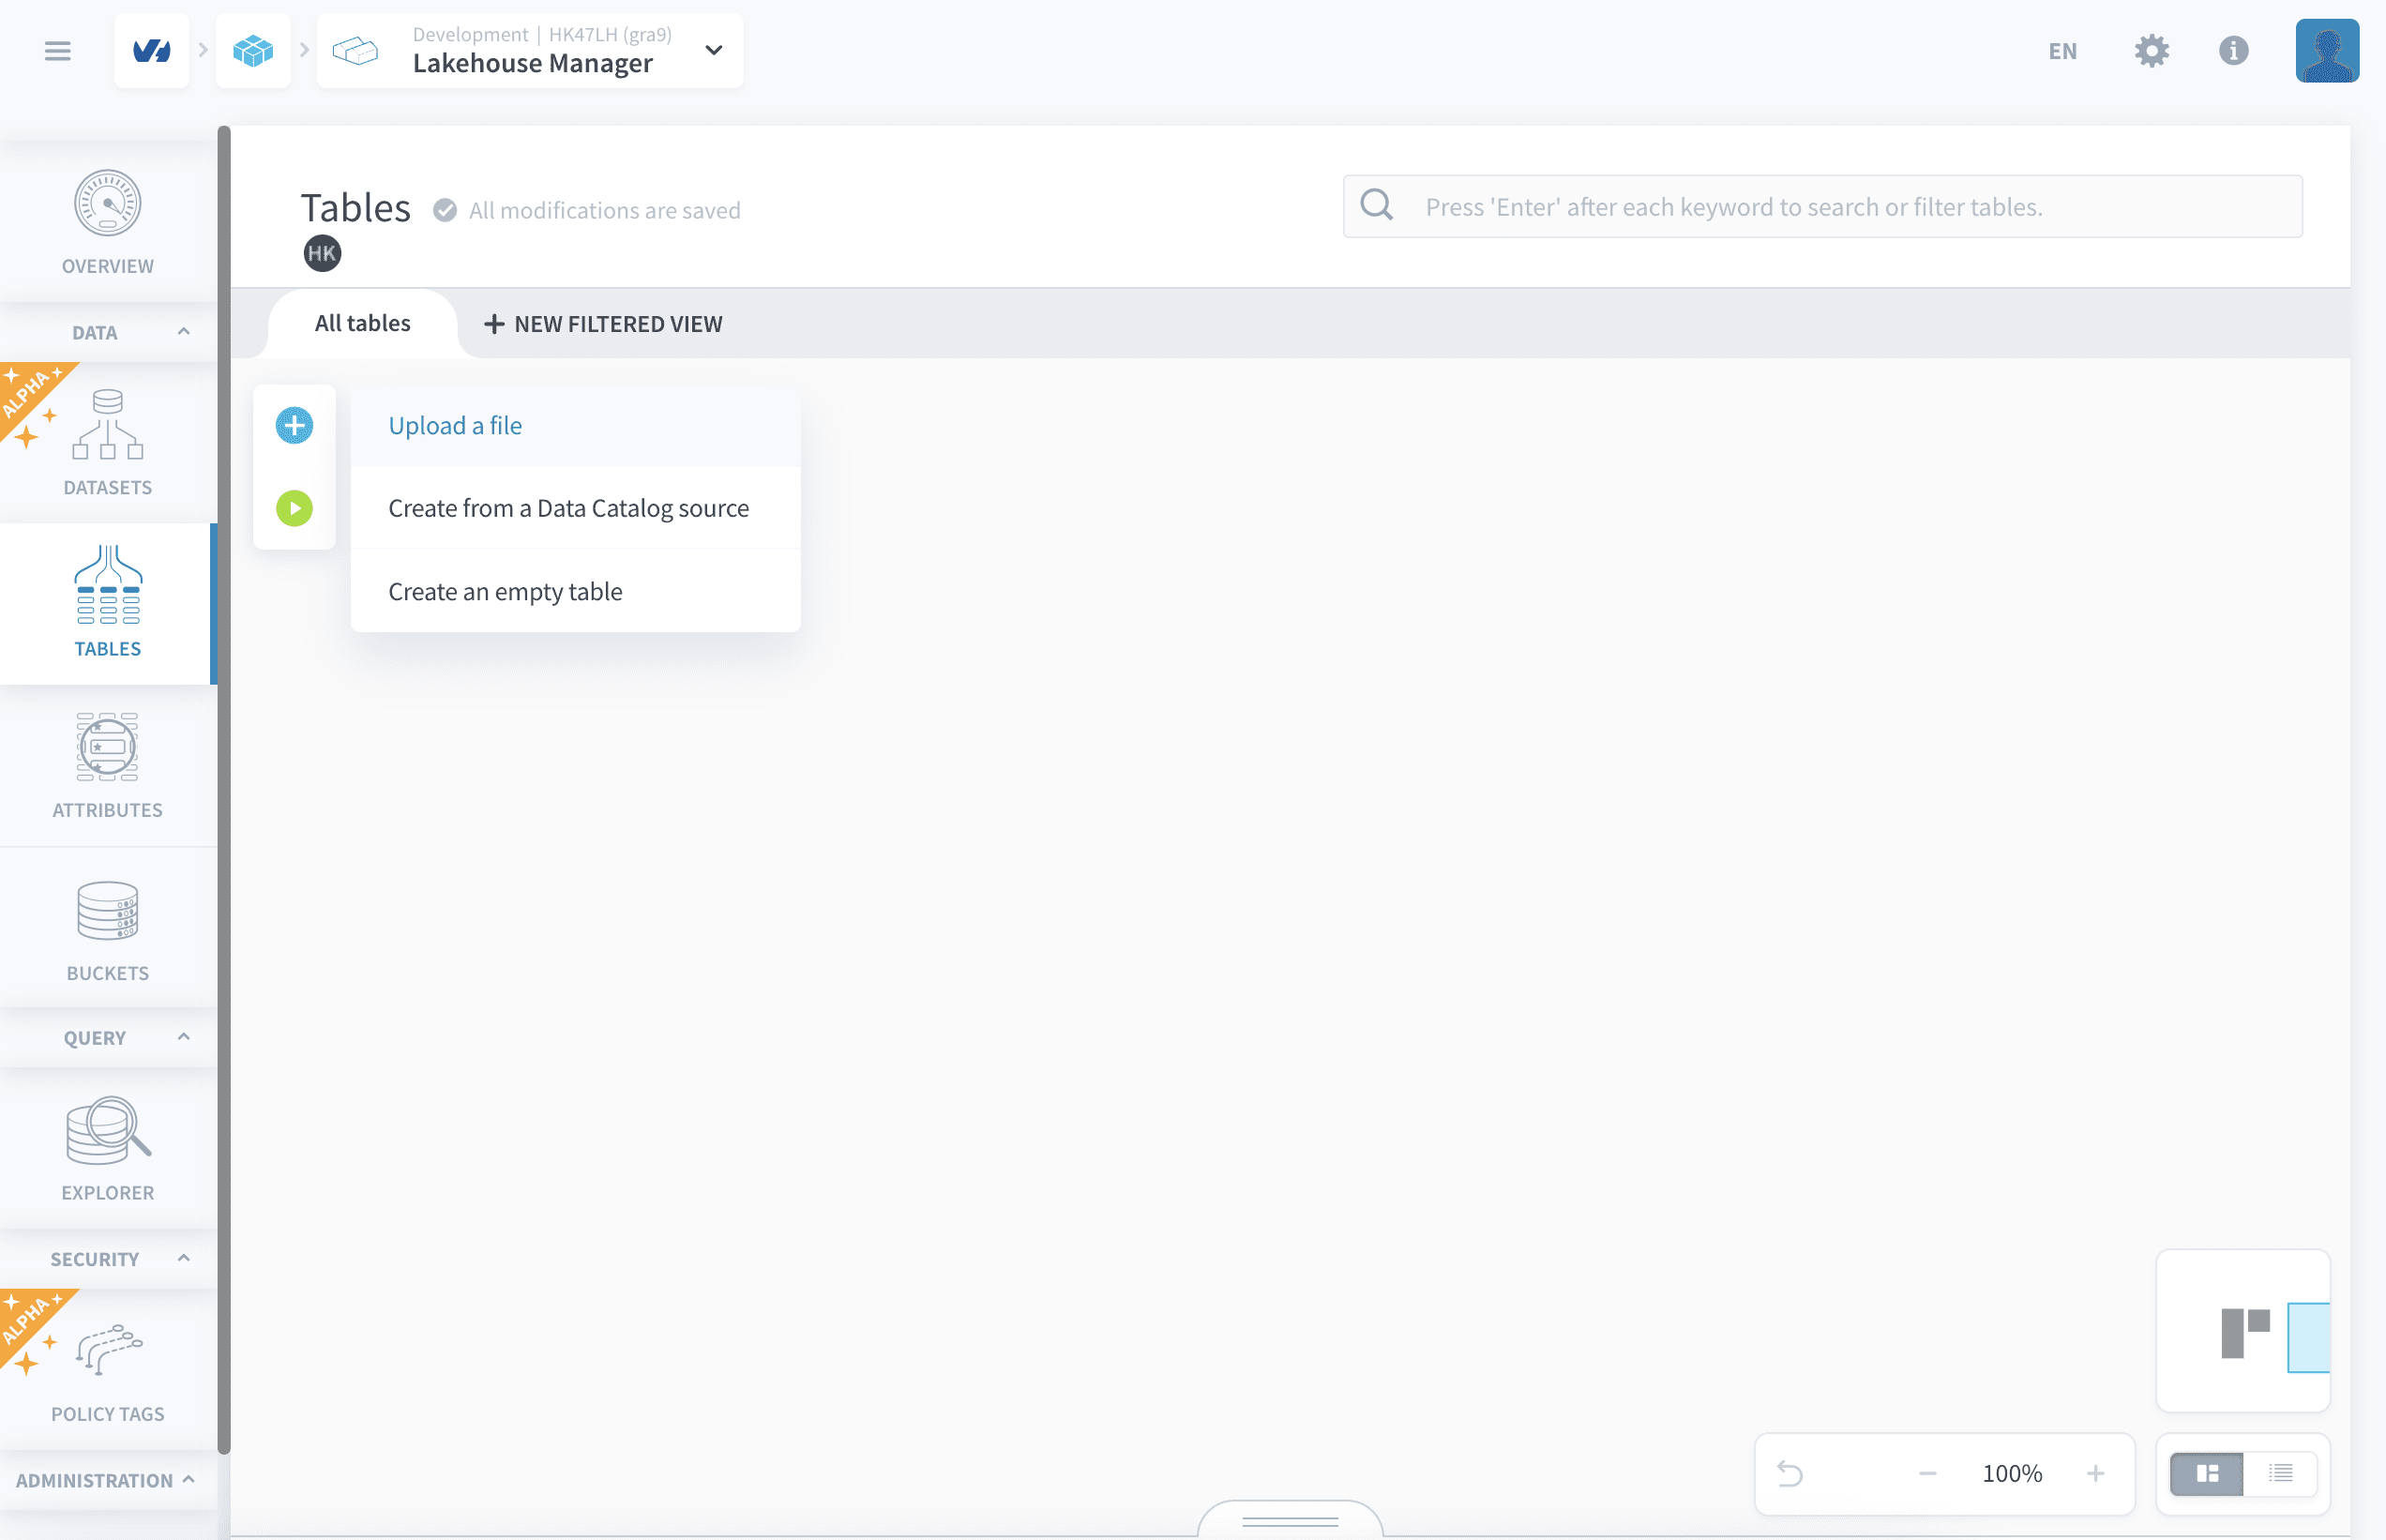 Development | HK47LH (gra9)
Lakehouse Manager
EN
OVERVIEW
DATA
ALPHA
DATASETS
TABLES
ATTRIBUTES
BUCKETS
QUERY
EXPLORER
SECURITY
ALPHA
POLICY TAGS
ADMINISTRATION
Tables
All modifications are saved
HK
Press 'Enter' after each keyword to search or filter tables.
All tables
NEW FILTERED VIEW
Upload a file
Create from a Data Catalog source
Create an empty table
100%